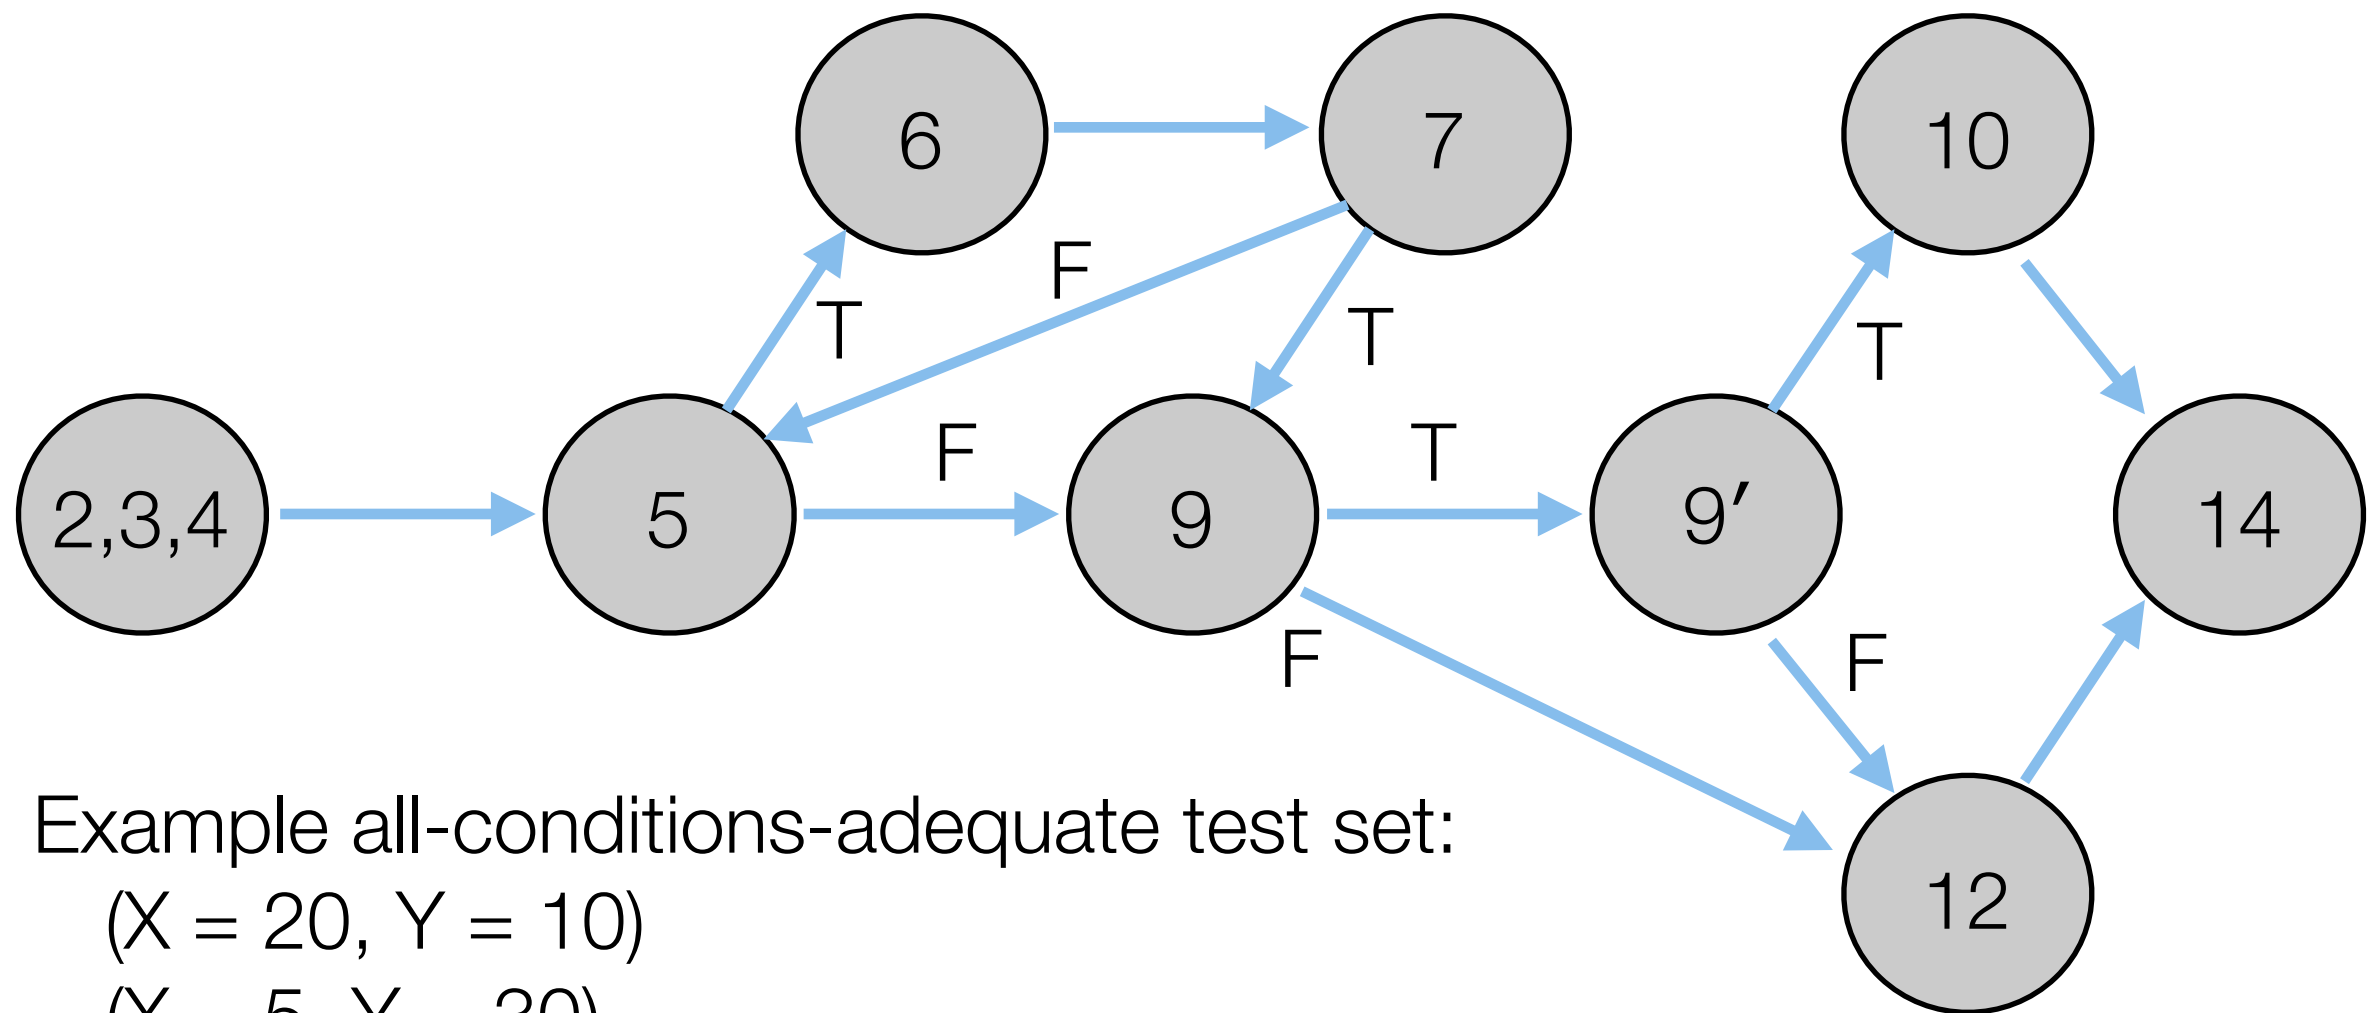 6
7
10
F
T
T
T
F
T
2,3,4
5
9
9′
14
F
F
Example all-conditions-adequate test set:
(X = 20, Y = 10)
12